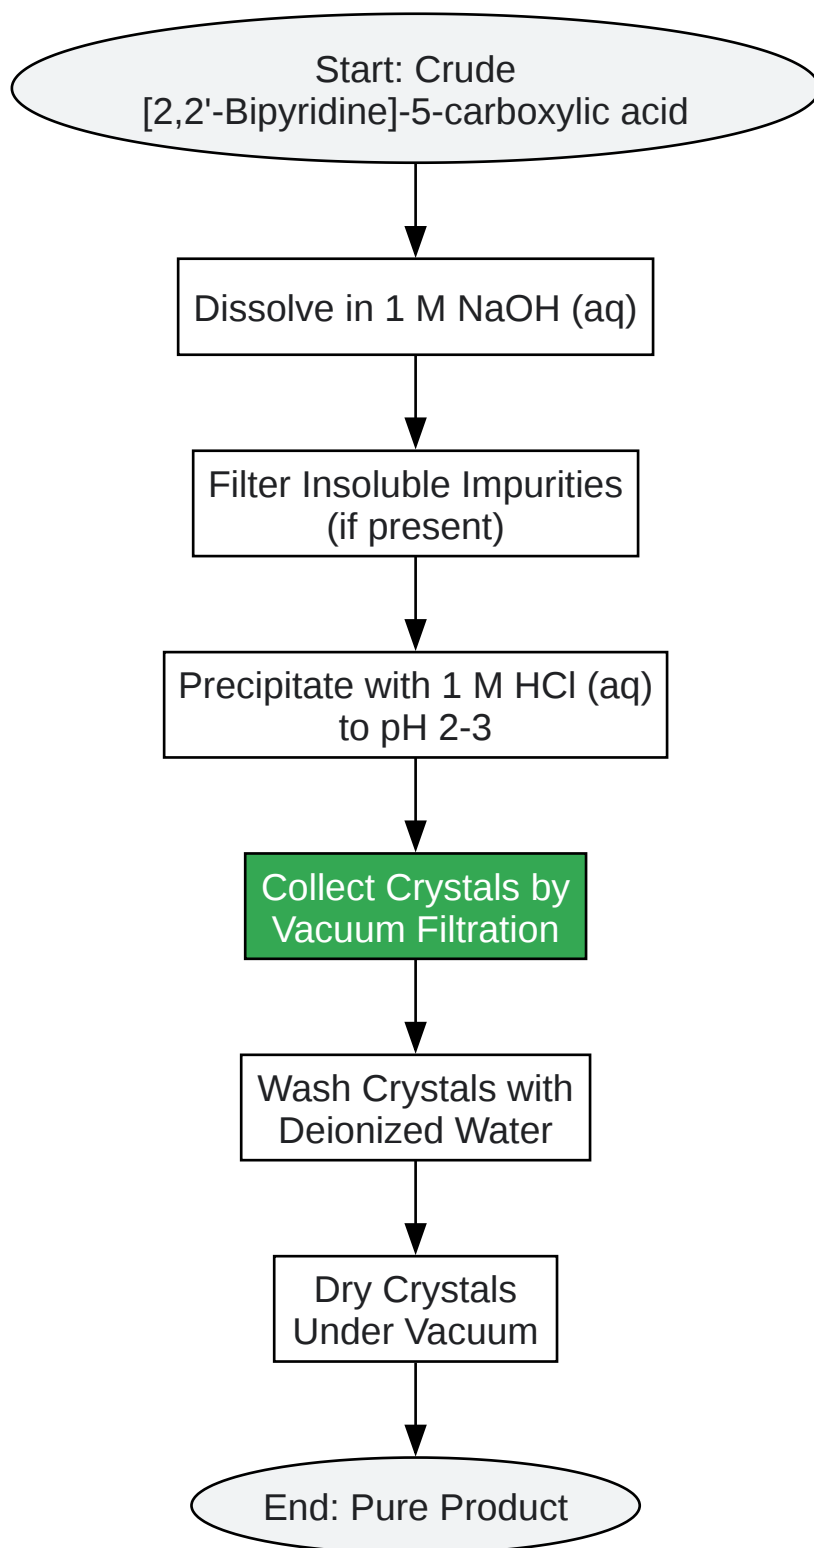 Start: Crude
[2,2'-Bipyridine]-5-carboxylic acid
Dissolve in 1 M NaOH (aq)
Filter Insoluble Impurities
(if present)
Precipitate with 1 M HCl (aq)
to pH 2-3
Collect Crystals by
Vacuum Filtration
Wash Crystals with
Deionized Water
Dry Crystals
Under Vacuum
End: Pure Product